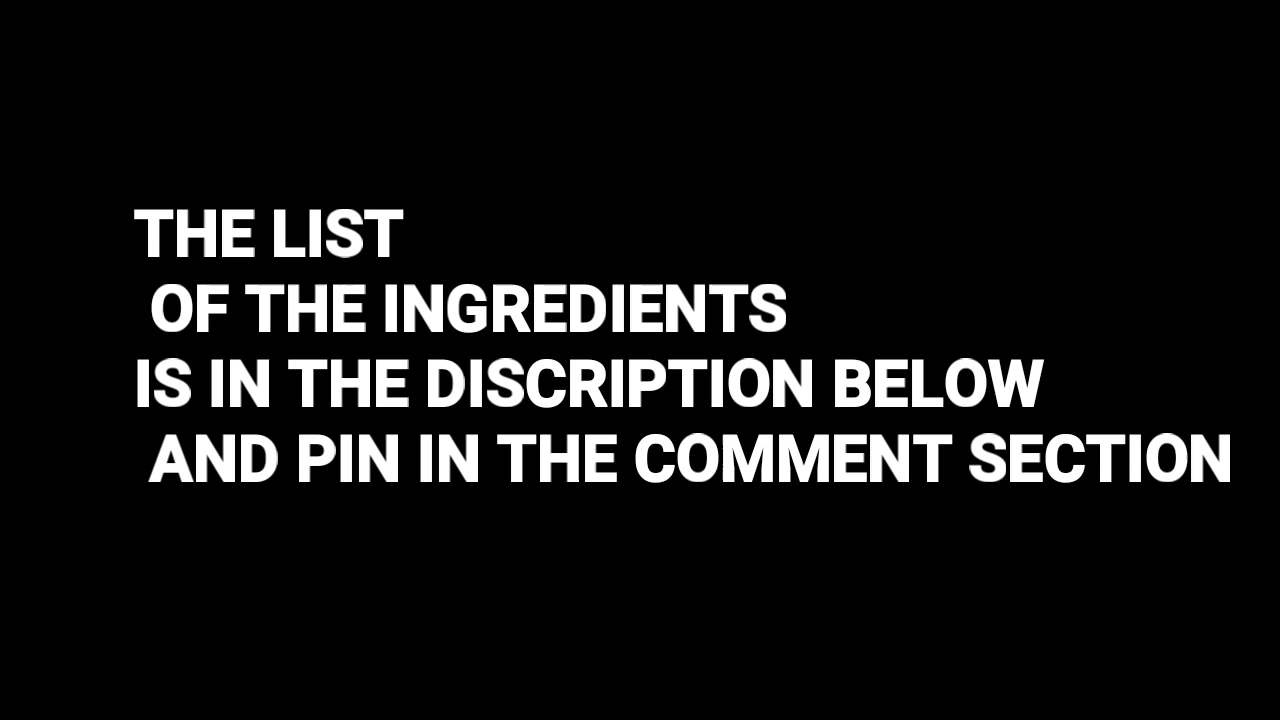 THE LIST
OF THE INGREDIENTS
IS IN THE DISCRIPTION BELOW
AND PIN IN THE COMMENT SECTION